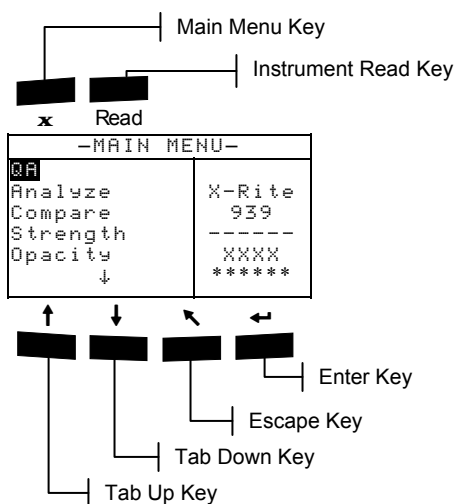 Main Menu Key
Instrument Read Key
x Read
—MAIN MENU—
QA
Analyze X-Rite
Compare 939
Strength ------
Opacity XXXX
↓ ******
↑ ↓ ↖ ↵
Enter Key
Escape Key
Tab Down Key
Tab Up Key